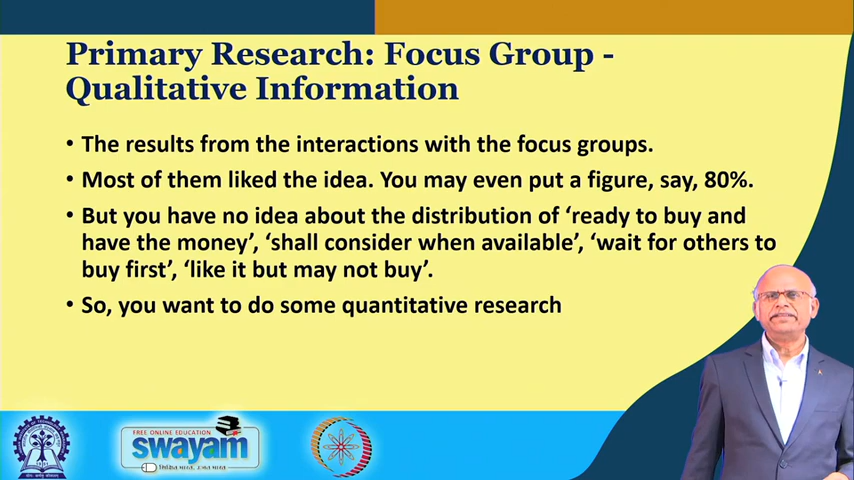 Primary Research: Focus Group -
Qualitative Information
• The results from the interactions with the focus groups.
• Most of them liked the idea. You may even put a figure, say, 80%.
• But you have no idea about the distribution of ‘ready to buy and
have the money’, ‘shall consider when available’, ‘wait for others to
buy first’, ‘like it but may not buy’.
• So, you want to do some quantitative research
FREE ONLINE EDUCATION
swayam